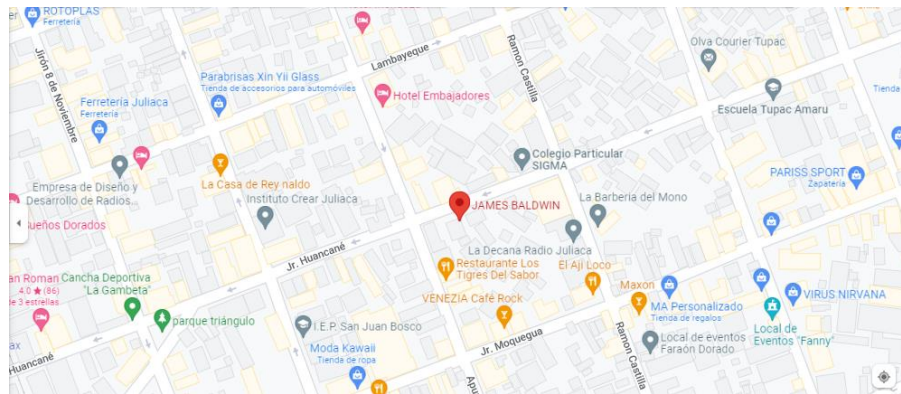 ROTOPLAS
Ferretería
Jirón 8 de Noviembre
Lambayeque
Ramon Castilla
Olva Courier Tupac
Parabrisas Xin Yii Glass
Tienda de accesorios para automóviles
Hotel Embajadores
Ferretería Juliaca
Ferretería
Escuela Tupac Amaru
Tienda
Colegio Particular
SIGMA
PARISS SPORT
Zapatería
Empresa de Diseño y
Desarrollo de Radios...
La Casa de Rey naldo
Instituto Crear Juliaca
JAMES BALDWIN
La Barberia del Mono
Sueños Dorados
La Decana Radio Juliaca
Jr. Huancané
Restaurante Los
Tigres Del Sabor
El Aji Loco
an Roman
4.0 ★ (86)
de 3 estrellas
Cancha Deportiva
"La Gambeta"
Maxon
VENEZIA Café Rock
MA Personalizado
Tienda de regalos
VIRUS NIRVANA
parque triángulo
I.E.P. San Juan Bosco
Local de
Eventos "Fanny"
Local de eventos
Faraón Dorado
Jr. Moquegua
Ramon Castilla
Moda Kawaii
Tienda de ropa
Huancané
Apu